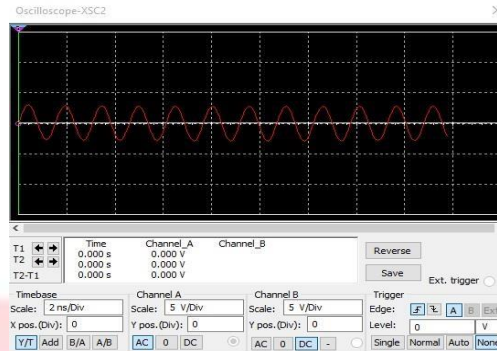 Oscilloscope-XSC2
T1
T2
T2-T1
Time Channel_A Channel_B
0.000 s 0.000 V
0.000 s 0.000 V
0.000 s 0.000 V
Reverse
Save
Ext. trigger
Timebase
Scale: 2 ns/Div
X pos.(Div): 0
Y/T Add B/A A/B
Channel A
Scale: 5 V/Div
Y pos.(Div): 0
AC 0 DC
Channel B
Scale: 5 V/Div
Y pos.(Div): 0
AC 0 DC -
Trigger
Edge: A B Ext
Level: 0 V
Single Normal Auto